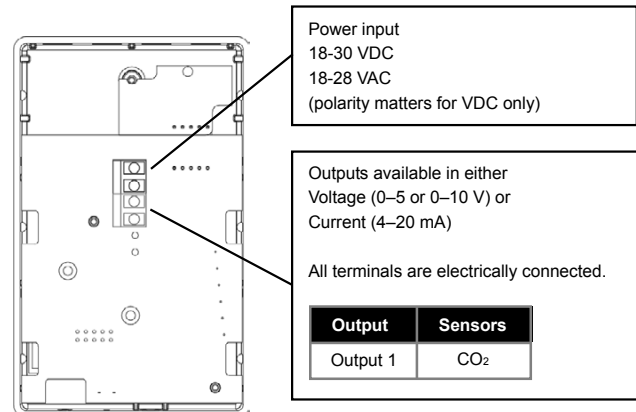 Power input
18-30 VDC
18-28 VAC
(polarity matters for VDC only)
Outputs available in either
Voltage (0–5 or 0–10 V) or
Current (4–20 mA)
All terminals are electrically connected.
Output Sensors
Output 1 CO₂